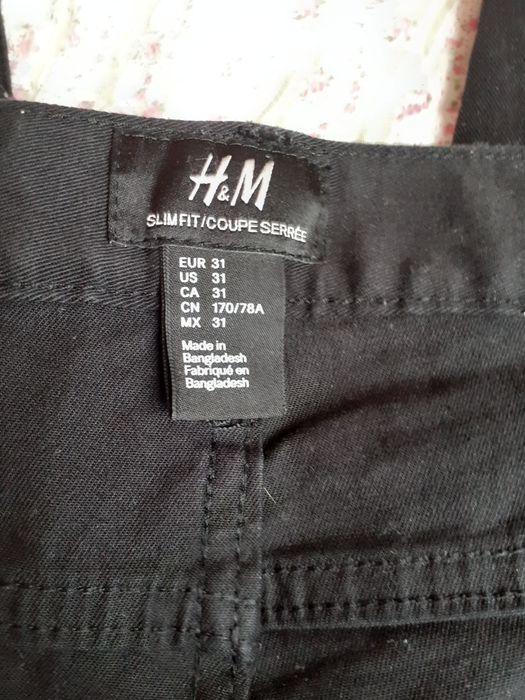 H&M
SLIM FIT/COUPE SERRÉE
EUR 31
US 31
CA 31
CN 170/78A
MX 31
Made in
Bangladesh
Fabriqué en
Bangladesh